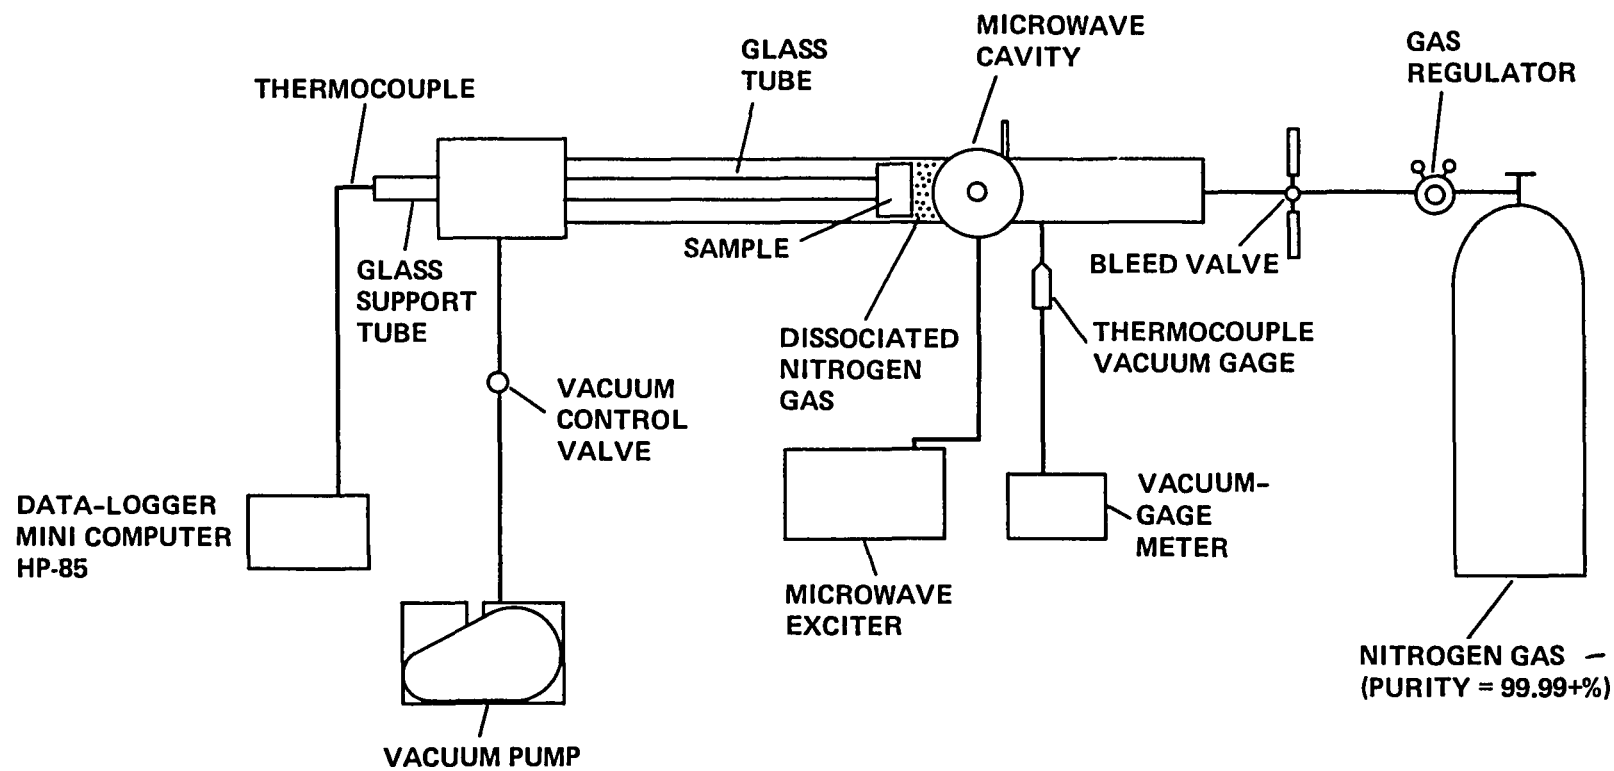 MICROWAVE
CAVITY
GAS
REGULATOR
GLASS
TUBE
THERMOCOUPLE
SAMPLE
BLEED VALVE
GLASS
SUPPORT
TUBE
DISSOCIATED
NITROGEN
GAS
THERMOCOUPLE
VACUUM GAGE
VACUUM
CONTROL
VALVE
DATA-LOGGER
MINI COMPUTER
HP-85
VACUUM-
GAGE
METER
MICROWAVE
EXCITER
NITROGEN GAS –
(PURITY = 99.99+%)
VACUUM PUMP